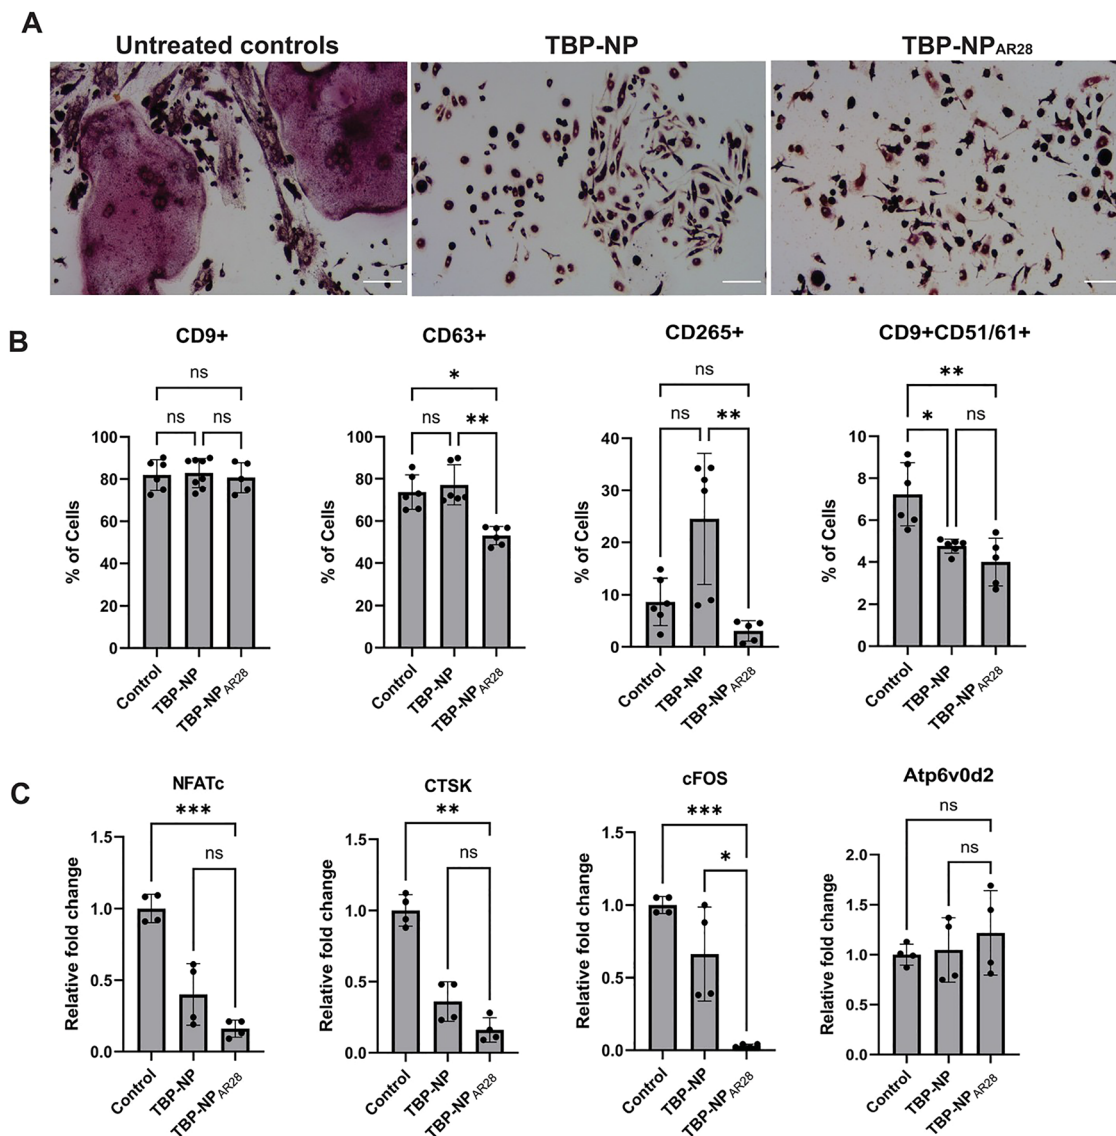 A
Untreated controls TBP-NP TBP-NPAR28
B
CD9+ CD63+ CD265+ CD9+CD51/61+
ns * ns **
ns ns ns ** ns ** * ns
% of Cells
100
80
60
40
20
0
Control TBP-NP TBP-NPAR28
% of Cells
100
80
60
40
20
0
Control TBP-NP TBP-NPAR28
% of Cells
40
30
20
10
0
Control TBP-NP TBP-NPAR28
% of Cells
10
8
6
4
2
0
Control TBP-NP TBP-NPAR28
C
NFATc CTSK cFOS Atp6v0d2
*** ** *** ns
ns ns * ns
Relative fold change
1.5
1.0
0.5
0.0
Control TBP-NP TBP-NPAR28
Relative fold change
1.5
1.0
0.5
0.0
Control TBP-NP TBP-NPAR28
Relative fold change
1.5
1.0
0.5
0.0
Control TBP-NP TBP-NPAR28
Relative fold change
2.0
1.5
1.0
0.5
0.0
Control TBP-NP TBP-NPAR28